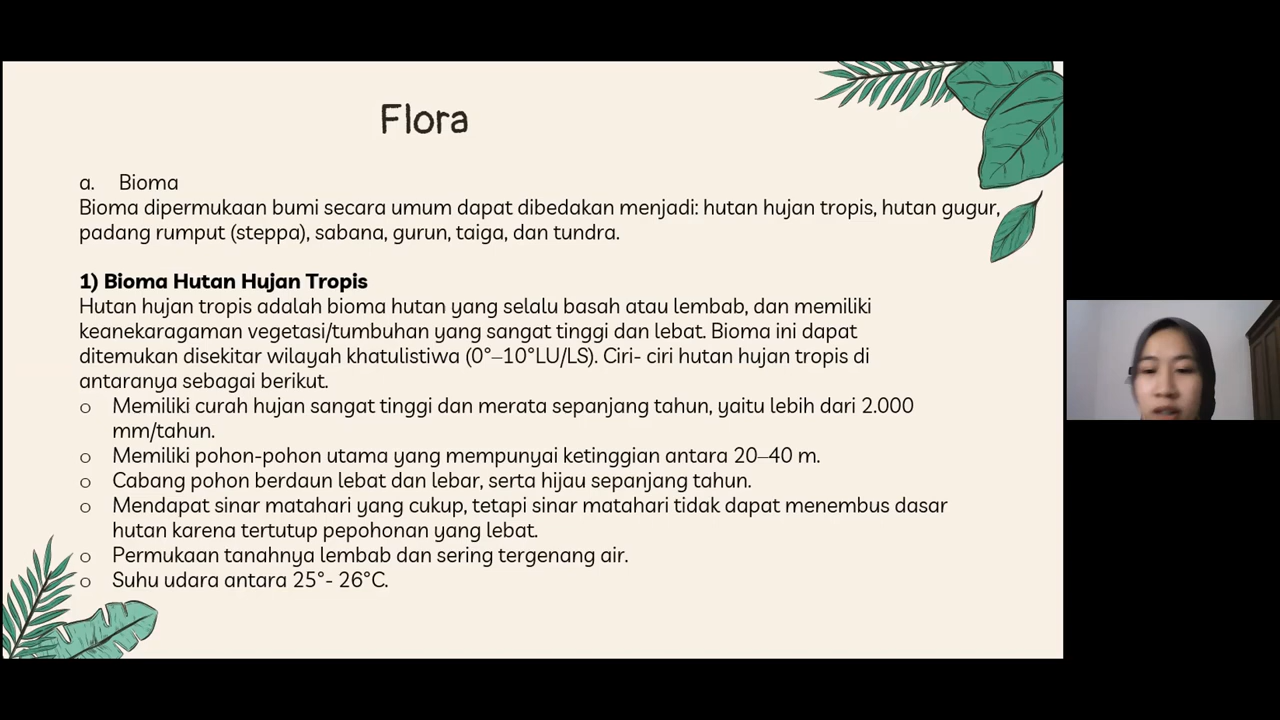 Flora
a. Bioma
Bioma dipermukaan bumi secara umum dapat dibedakan menjadi: hutan hujan tropis, hutan gugur,
padang rumput (steppa), sabana, gurun, taiga, dan tundra.
1) Bioma Hutan Hujan Tropis
Hutan hujan tropis adalah bioma hutan yang selalu basah atau lembab, dan memiliki
keanekaragaman vegetasi/tumbuhan yang sangat tinggi dan lebat. Bioma ini dapat
ditemukan disekitar wilayah khatulistiwa (0°–10°LU/LS). Ciri- ciri hutan hujan tropis di
antaranya sebagai berikut.
o Memiliki curah hujan sangat tinggi dan merata sepanjang tahun, yaitu lebih dari 2.000
mm/tahun.
o Memiliki pohon-pohon utama yang mempunyai ketinggian antara 20–40 m.
o Cabang pohon berdaun lebat dan lebar, serta hijau sepanjang tahun.
o Mendapat sinar matahari yang cukup, tetapi sinar matahari tidak dapat menembus dasar
hutan karena tertutup pepohonan yang lebat.
o Permukaan tanahnya lembab dan sering tergenang air.
o Suhu udara antara 25°- 26°C.